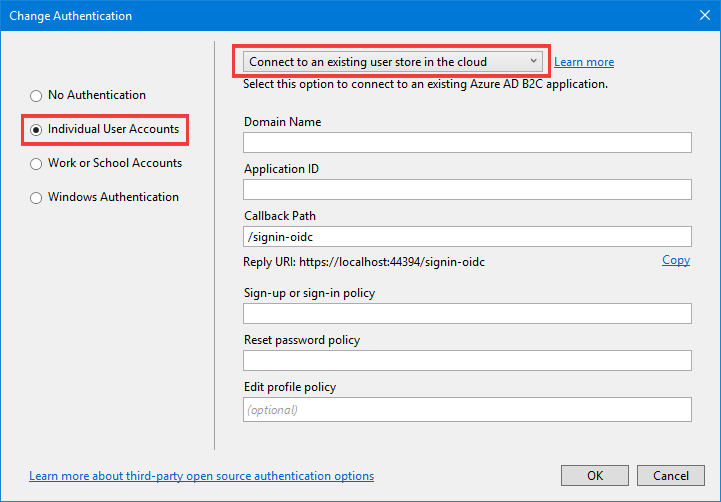 Change Authentication
No Authentication
Individual User Accounts
Work or School Accounts
Windows Authentication
Connect to an existing user store in the cloud
Learn more
Select this option to connect to an existing Azure AD B2C application.
Domain Name
Application ID
Callback Path
/signin-oidc
Reply URI: https://localhost:44394/signin-oidc
Copy
Sign-up or sign-in policy
Reset password policy
Edit profile policy
(optional)
Learn more about third-party open source authentication options
OK
Cancel